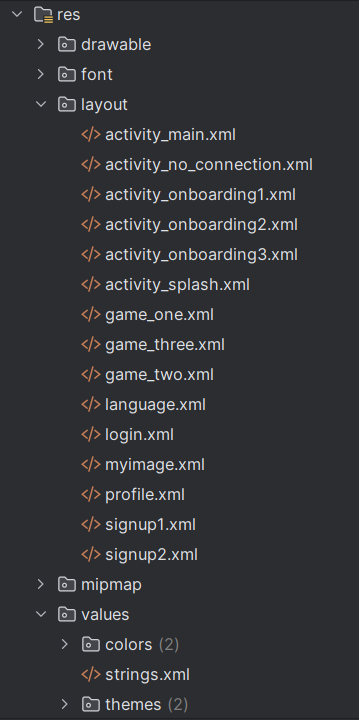 res
drawable
font
layout
activity_main.xml
activity_no_connection.xml
activity_onboarding1.xml
activity_onboarding2.xml
activity_onboarding3.xml
activity_splash.xml
game_one.xml
game_three.xml
game_two.xml
language.xml
login.xml
myimage.xml
profile.xml
signup1.xml
signup2.xml
mipmap
values
colors (2)
strings.xml
themes (2)